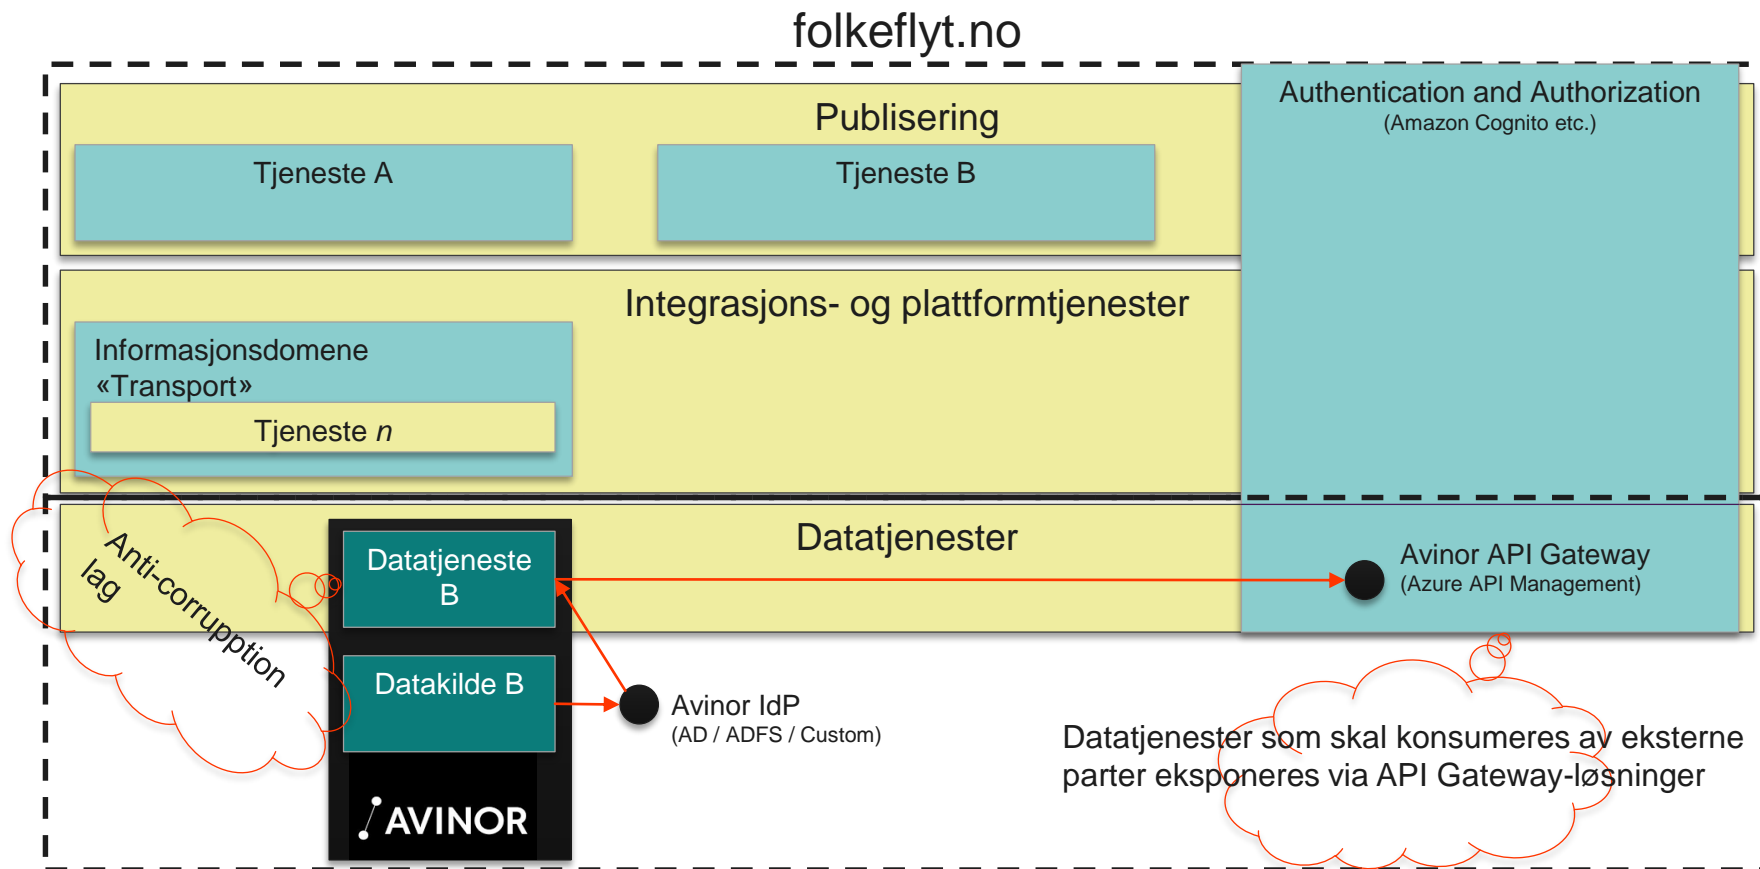 folkeflyt.no
Publisering
Authentication and Authorization
(Amazon Cognito etc.)
Tjeneste A
Tjeneste B
Integrasjons- og plattformtjenester
Informasjonsdomene
«Transport»
Tjeneste n
Anti-corrupption
lag
Datatjenester
Datatjeneste
B
Avinor API Gateway
(Azure API Management)
Datakilde B
Avinor IdP
(AD / ADFS / Custom)
AVINOR
Datatjenester som skal konsumeres av eksterne
parter eksponeres via API Gateway-løsninger